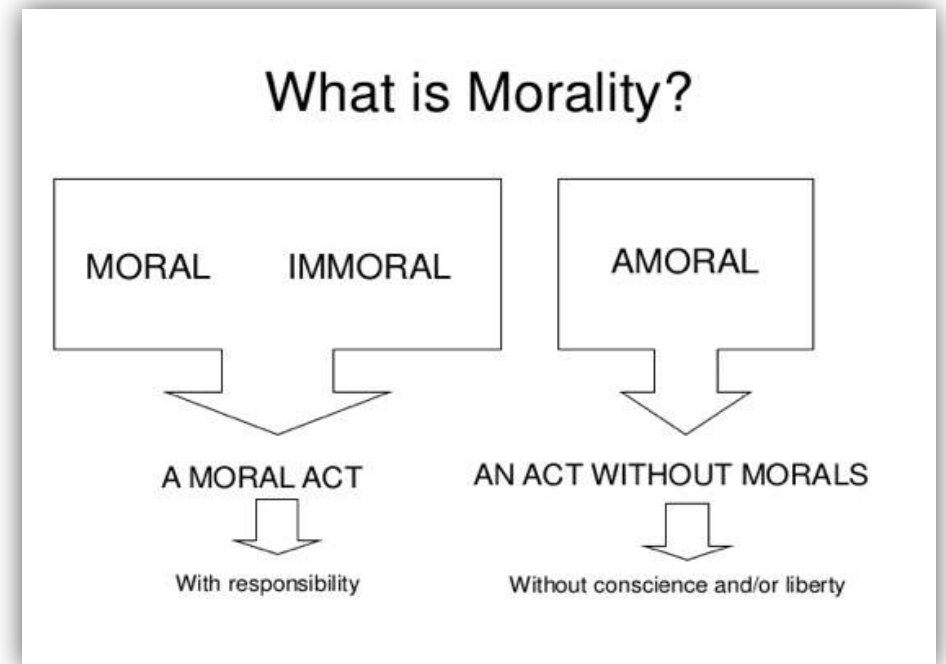 What is Morality?
MORAL IMMORAL
AMORAL
A MORAL ACT
AN ACT WITHOUT MORALS
With responsibility
Without conscience and/or liberty